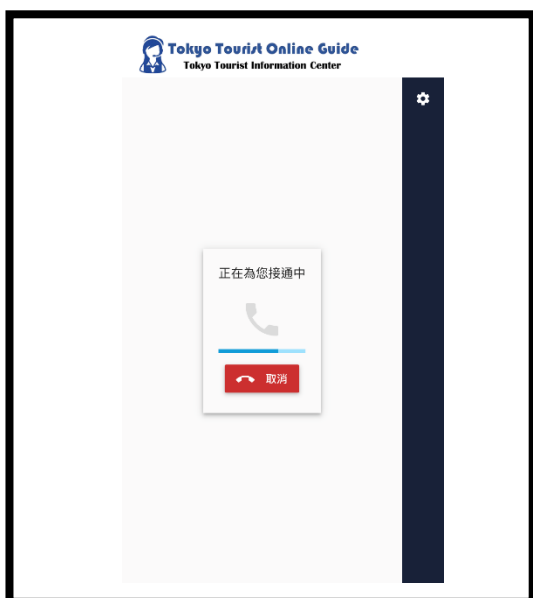 Tokyo Tourist Online Guide
Tokyo Tourist Information Center
正在為您接通中
取消